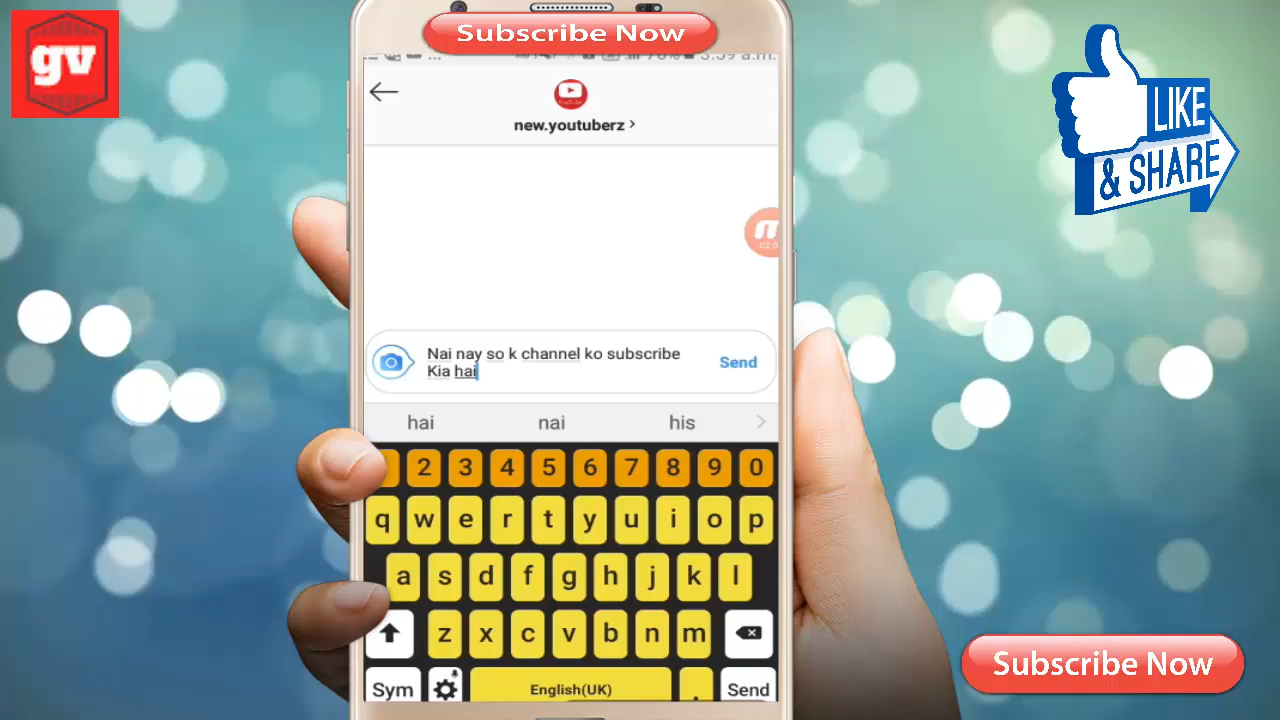 Subscribe Now
gv
new.youtuberz >
LIKE
& SHARE
Nai nay so k channel ko subscribe
Kia hai
Send
hai nai his
2 3 4 5 6 7 8 9 0
q w e r t y u i o p
a s d f g h j k l
z x c v b n m
Sym English(UK) . Send
Subscribe Now